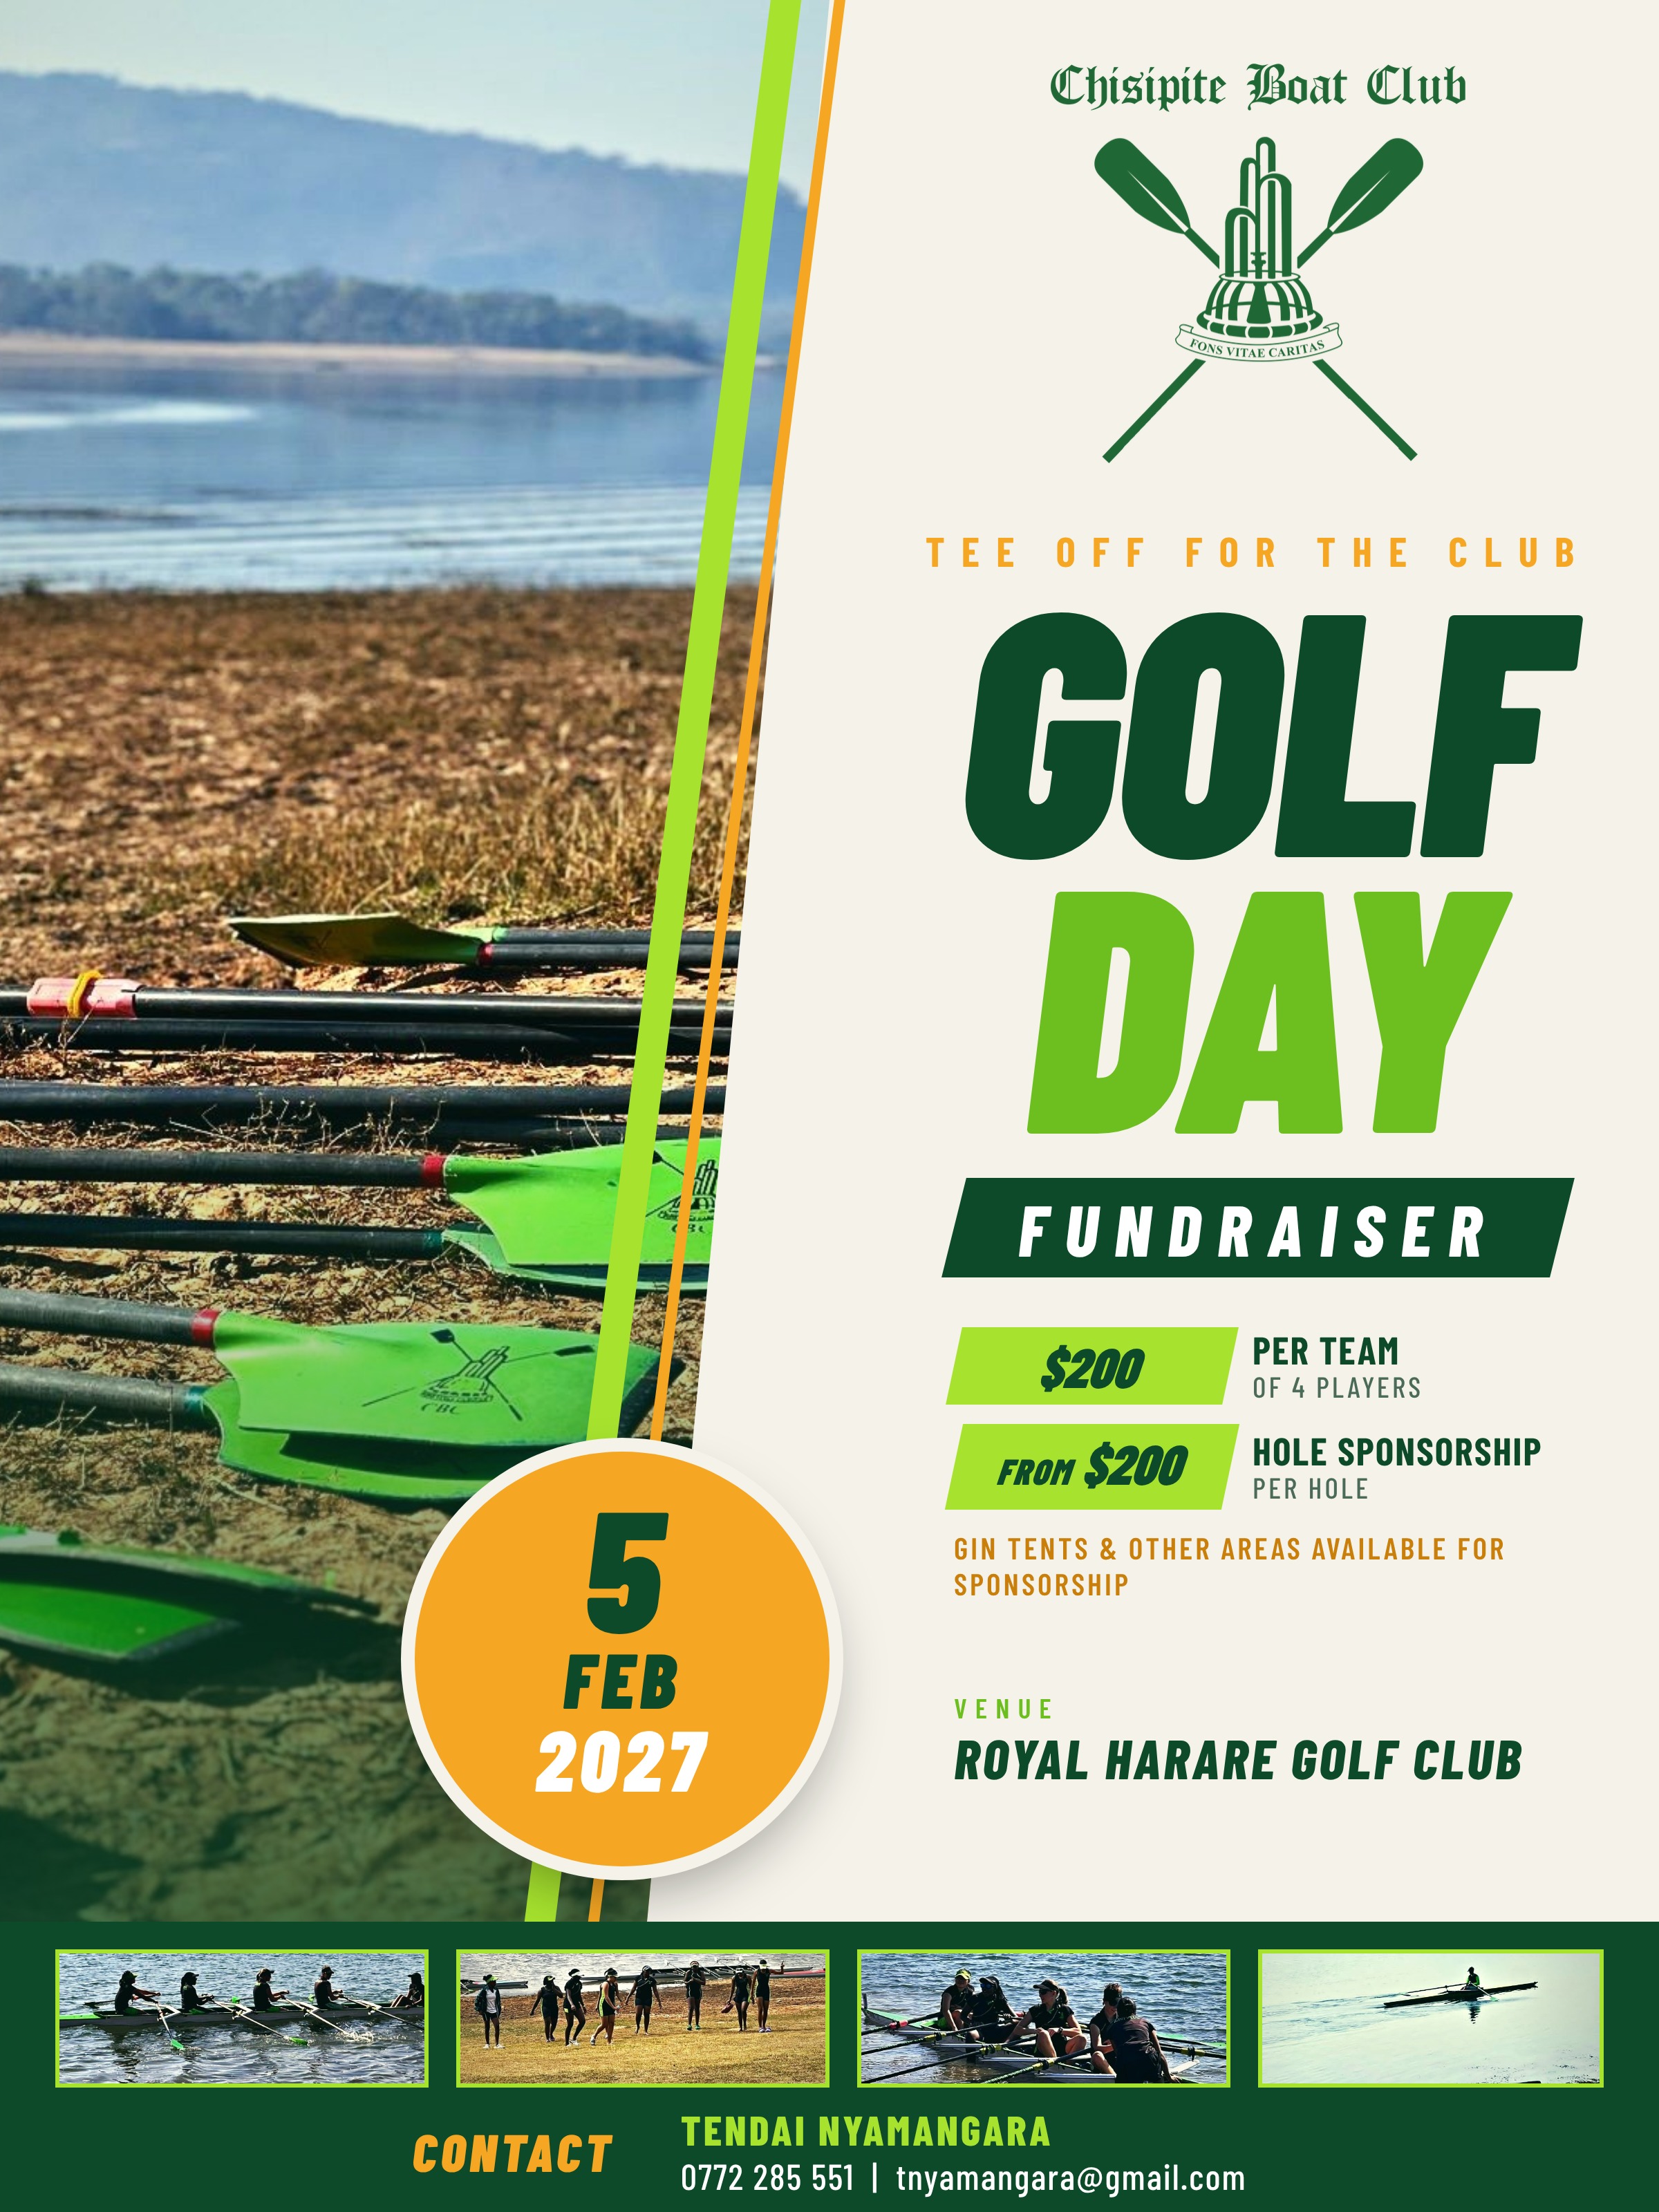 Chisipite Boat Club
FONS VITAE CARITAS
TEE OFF FOR THE CLUB
GOLF
DAY
FUNDRAISER
$200
PER TEAM
OF 4 PLAYERS
FROM $200
HOLE SPONSORSHIP
PER HOLE
GIN TENTS & OTHER AREAS AVAILABLE FOR
SPONSORSHIP
CBC
CBC
5
FEB
2027
VENUE
ROYAL HARARE GOLF CLUB
CONTACT
TENDAI NYAMANGARA
0772 285 551 | tnyamangara@gmail.com